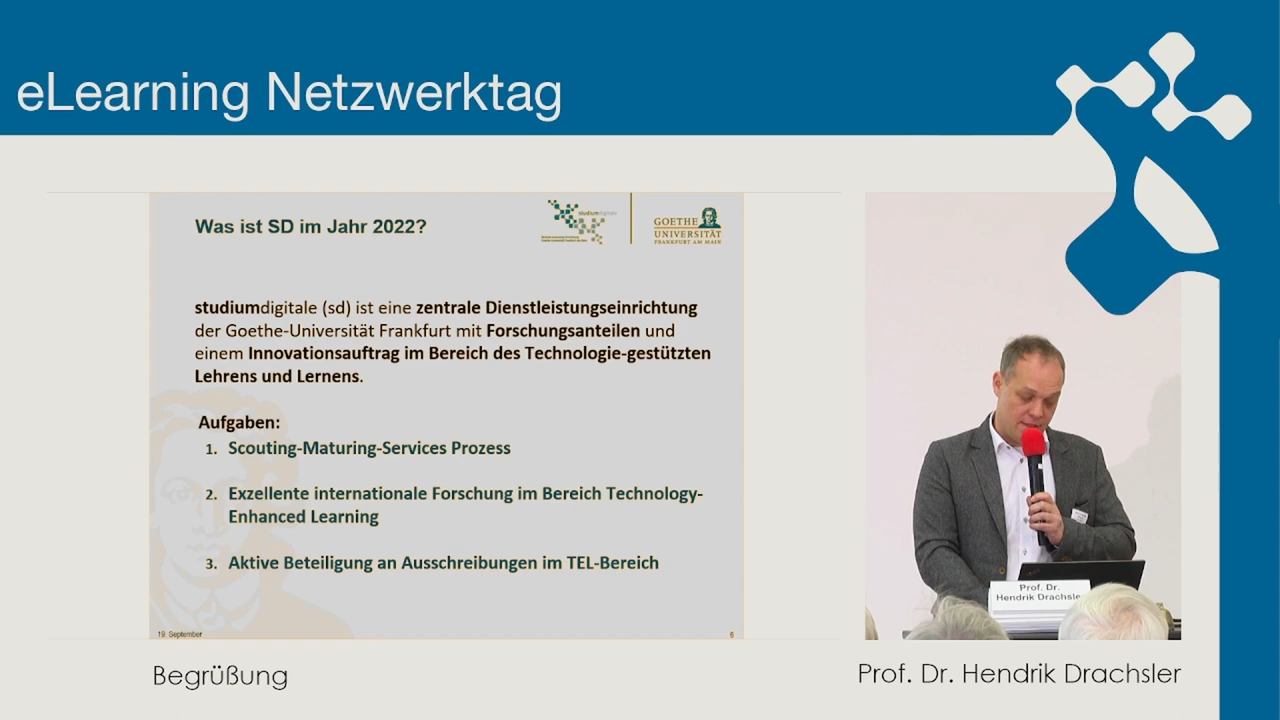 eLearning Netzwerktag
Was ist SD im Jahr 2022?
studiumdigitale
GOETHE
UNIVERSITÄT
FRANKFURT AM MAIN
studiumdigitale (sd) ist eine zentrale Dienstleistungseinrichtung
der Goethe-Universität Frankfurt mit Forschungsanteilen und
einem Innovationsauftrag im Bereich des Technologie-gestützten
Lehrens und Lernens.
Aufgaben:
1. Scouting-Maturing-Services Prozess
2. Exzellente internationale Forschung im Bereich Technology-
Enhanced Learning
3. Aktive Beteiligung an Ausschreibungen im TEL-Bereich
19. September
6
Prof. Dr.
Hendrik Drachsle
Begrüßung
Prof. Dr. Hendrik Drachsler